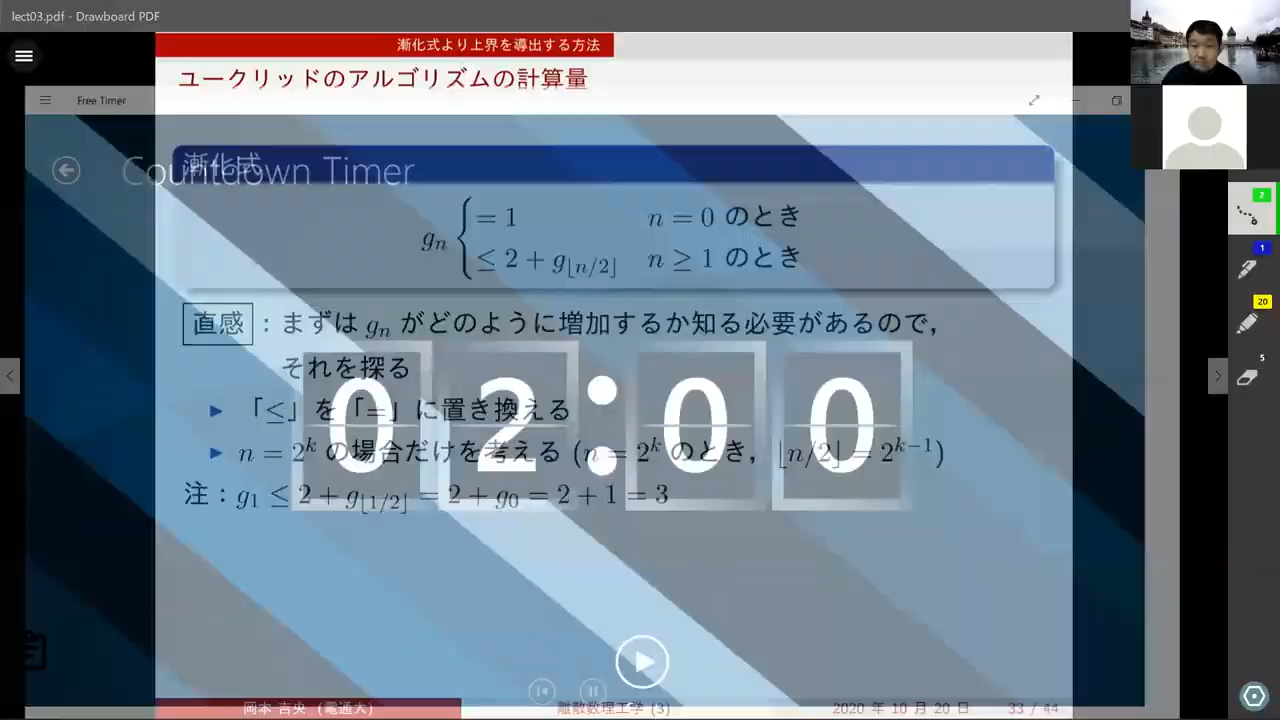 lect03.pdf - Drawboard PDF
漸化式より上界を導出する方法
ユークリッドのアルゴリズムの計算量
Free Timer
Countdown Timer
漸化式
g_n { = 1 n = 0 のとき
≤ 2 + g_{⌊n/2⌋} n ≥ 1 のとき
直感 : まずは g_n がどのように増加するか知る必要があるので,
それを探る
02:00
▶ 「≤」を「=」に置き換える
▶ n = 2^k の場合だけを考える (n = 2^k のとき, ⌊n/2⌋ = 2^{k−1})
注 : g_1 ≤ 2 + g_{⌊1/2⌋} = 2 + g_0 = 2 + 1 = 3
岡本 吉央 (電通大)
離散数理工学 (3)
2020 年 10 月 20 日
33 / 44
2
1
20
5